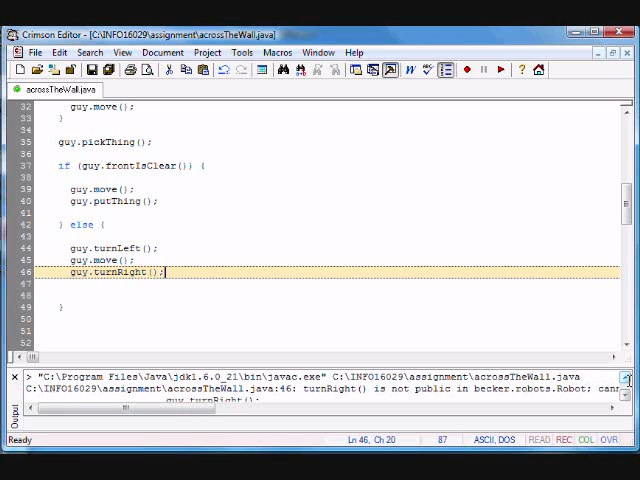 Crimson Editor - [C:\INFO16029\assignment\acrossTheWall.java]
File Edit Search View Document Project Tools Macros Window Help
acrossTheWall.java
32 guy.move();
33 }
34
35 guy.pickThing();
36
37 if (guy.frontIsClear()) {
38
39 guy.move();
40 guy.putThing();
41
42 } else {
43
44 guy.turnLeft();
45 guy.move();
46 guy.turnRight();
47
48
49 }
50
51
52
> "C:\Program Files\Java\jdk1.6.0_21\bin\javac.exe" C:\INFO16029\assignment\acrossTheWall.java
C:\INFO16029\assignment\acrossTheWall.java:46: turnRight() is not public in becker.robots.Robot; cann
guy.turnRight();
Output
Ready Ln 46, Ch 20 87 ASCII, DOS READ REC COL OVR